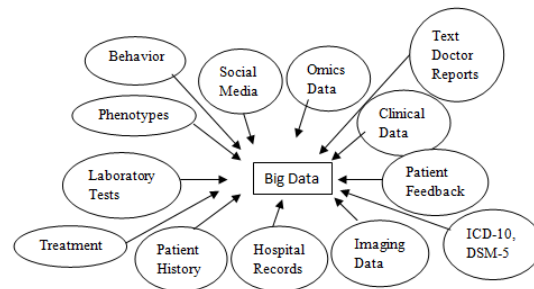 Behavior
Social
Media
Omics
Data
Text
Doctor
Reports
Phenotypes
Clinical
Data
Laboratory
Tests
Big Data
Patient
Feedback
Treatment
Patient
History
Hospital
Records
Imaging
Data
ICD-10,
DSM-5